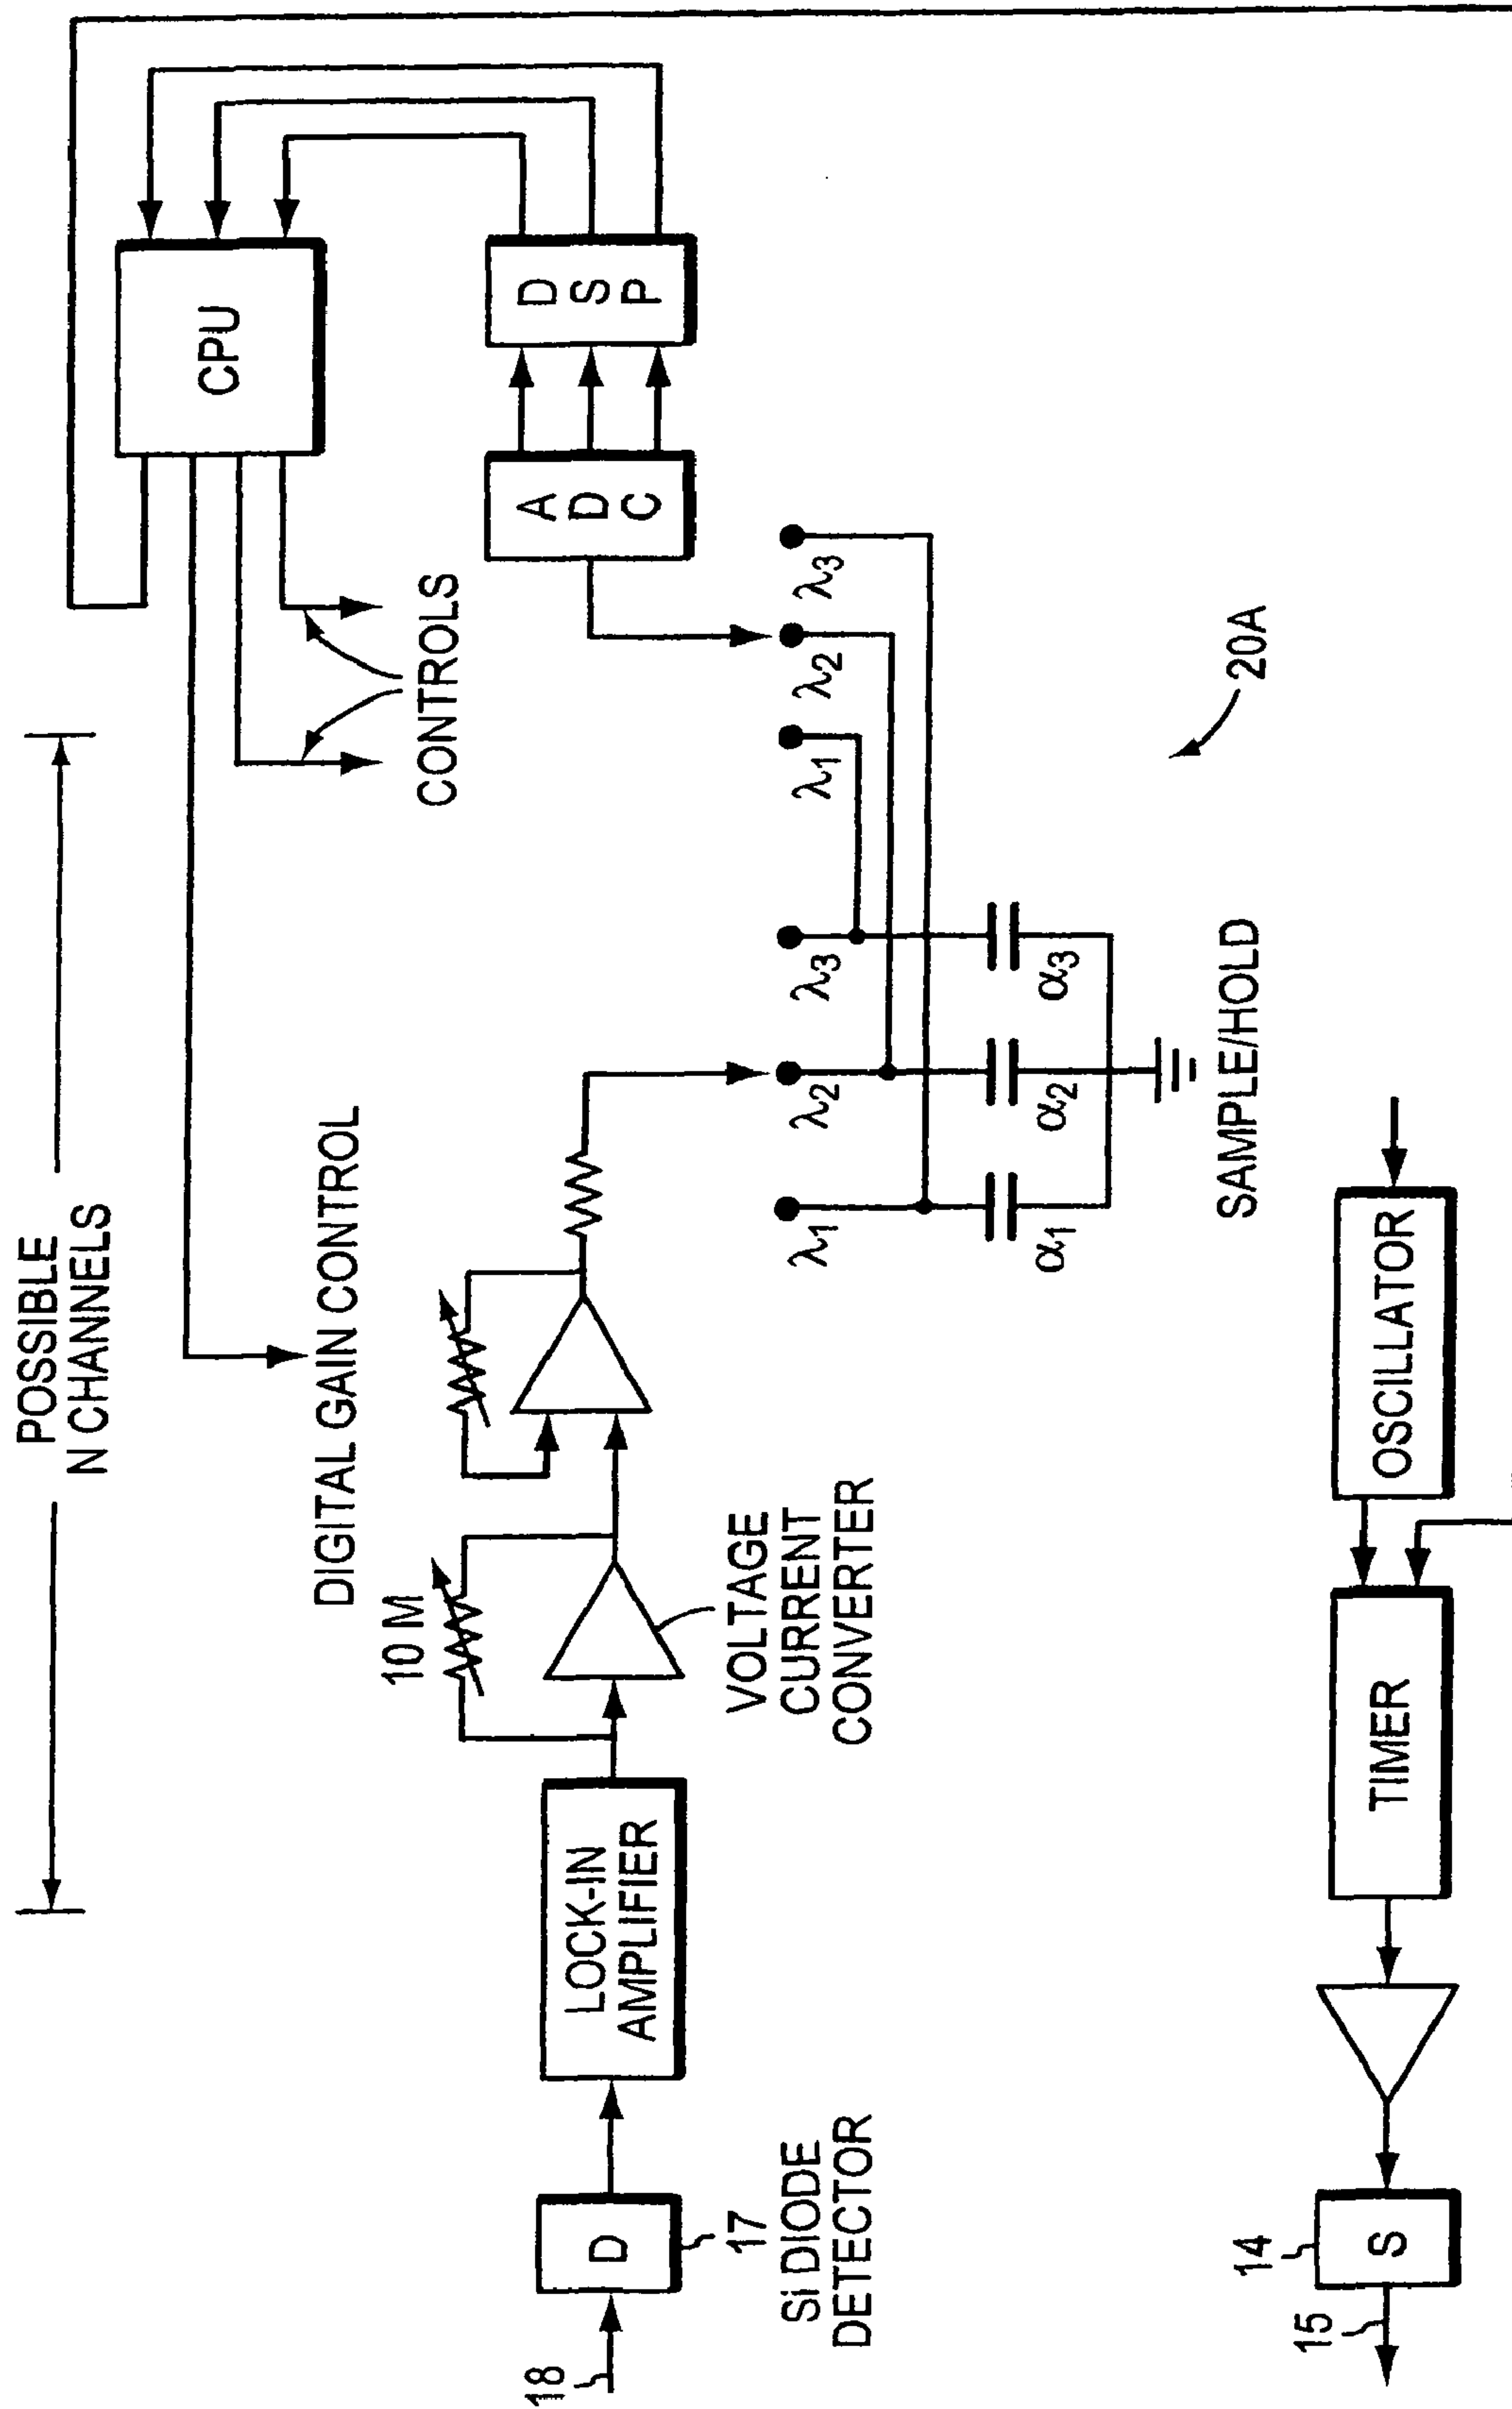 POSSIBLE
N CHANNELS
DIGITAL GAIN CONTROL
CPU
CONTROLS
10 M
D
S
P
A
D
C
18
D
17
Si DIODE
DETECTOR
LOCK-IN
AMPLIFIER
VOLTAGE
CURRENT
CONVERTER
λ1
λ2
λ3
λ1
λ2
λ3
α1
α2
α3
SAMPLE/HOLD
20A
15
14
S
TIMER
OSCILLATOR